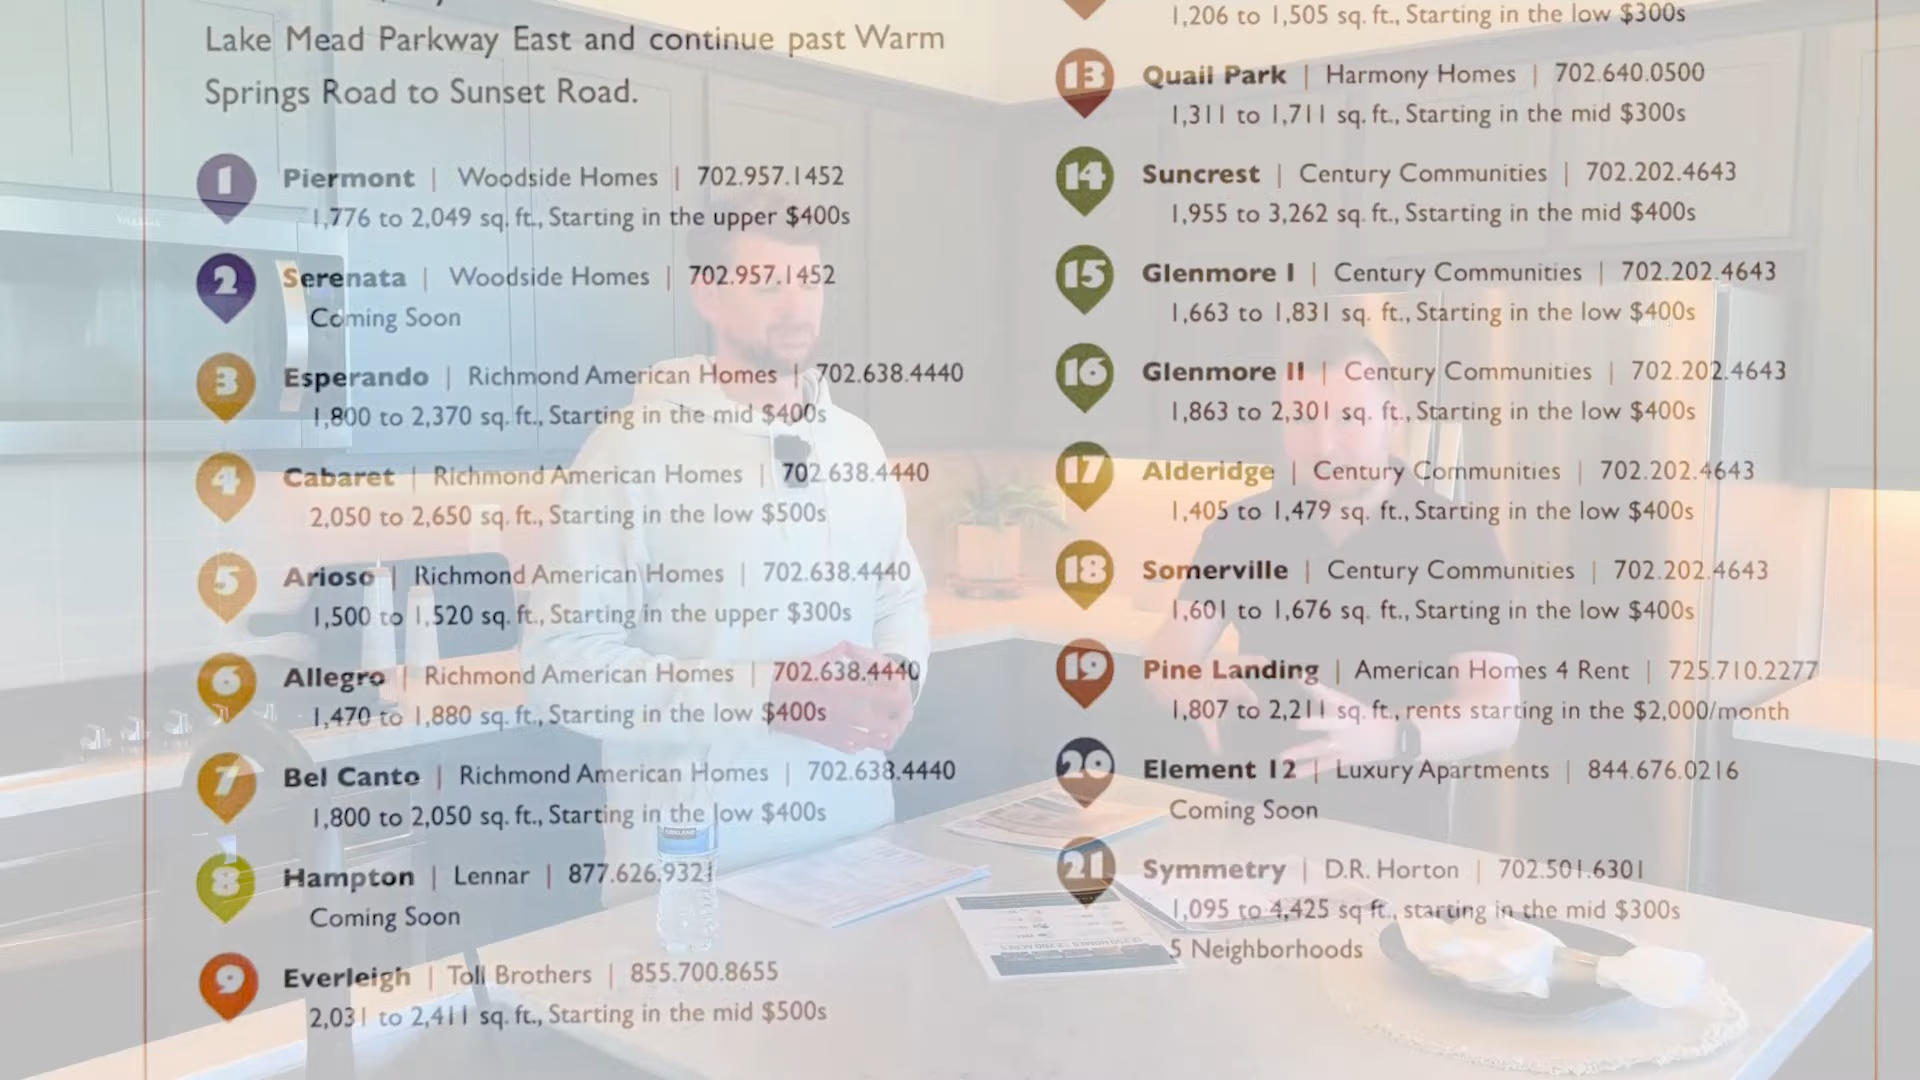 Lake Mead Parkway East and continue past Warm
Springs Road to Sunset Road.
1 Piermont | Woodside Homes | 702.957.1452
1,776 to 2,049 sq. ft., Starting in the upper $400s
2 Serenata | Woodside Homes | 702.957.1452
Coming Soon
3 Esperando | Richmond American Homes | 702.638.4440
1,800 to 2,370 sq. ft., Starting in the mid $400s
4 Cabaret | Richmond American Homes | 702.638.4440
2,050 to 2,650 sq. ft., Starting in the low $500s
5 Arioso | Richmond American Homes | 702.638.4440
1,500 to 1,520 sq. ft., Starting in the upper $300s
6 Allegro | Richmond American Homes | 702.638.4440
1,470 to 1,880 sq. ft., Starting in the low $400s
7 Bel Canto | Richmond American Homes | 702.638.4440
1,800 to 2,050 sq. ft., Starting in the low $400s
8 Hampton | Lennar | 877.626.9321
Coming Soon
9 Everleigh | Toll Brothers | 855.700.8655
2,031 to 2,411 sq. ft., Starting in the mid $500s
1,206 to 1,505 sq. ft., Starting in the low $300s
13 Quail Park | Harmony Homes | 702.640.0500
1,311 to 1,711 sq. ft., Starting in the mid $300s
14 Suncrest | Century Communities | 702.202.4643
1,955 to 3,262 sq. ft., Sstarting in the mid $400s
15 Glenmore I | Century Communities | 702.202.4643
1,663 to 1,831 sq. ft., Starting in the low $400s
16 Glenmore II | Century Communities | 702.202.4643
1,863 to 2,301 sq. ft., Starting in the low $400s
17 Alderidge | Century Communities | 702.202.4643
1,405 to 1,479 sq. ft., Starting in the low $400s
18 Somerville | Century Communities | 702.202.4643
1,601 to 1,676 sq. ft., Starting in the low $400s
19 Pine Landing | American Homes 4 Rent | 725.710.2277
1,807 to 2,211 sq. ft., rents starting in the $2,000/month
20 Element 12 | Luxury Apartments | 844.676.0216
Coming Soon
21 Symmetry | D.R. Horton | 702.501.6301
1,095 to 4,425 sq ft., starting in the mid $300s
5 Neighborhoods